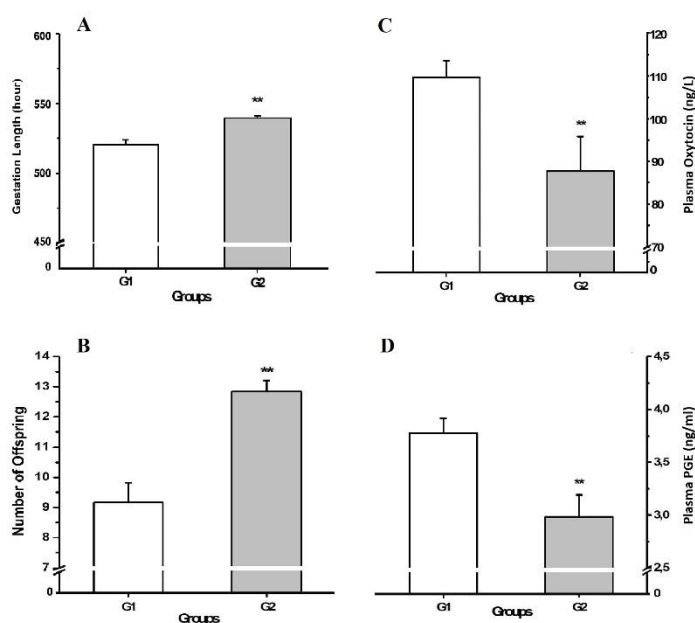 A
600
550
500
450
0
Gestation Length (hour)
**
G1
G2
Groups
C
120
110
100
90
80
70
0
Plasma Oxytocin (ng/L)
**
G1
G2
Groups
B
14
13
12
11
10
9
8
7
0
Number of Offspring
**
G1
G2
Groups
D
4,5
4,0
3,5
3,0
2,5
0
Plasma PGE (ng/ml)
**
G1
G2
Groups